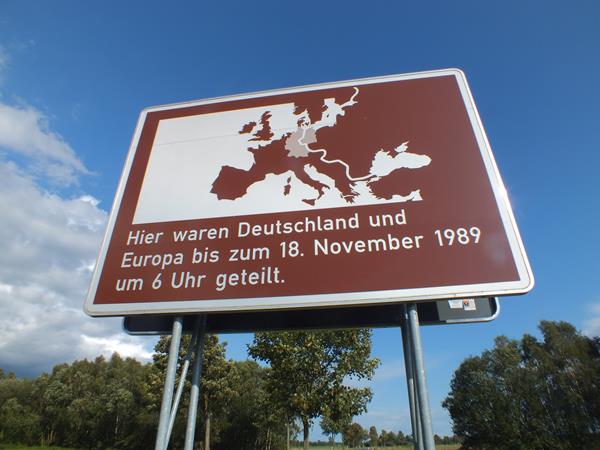 Hier waren Deutschland und
Europa bis zum 18. November 1989
um 6 Uhr geteilt.